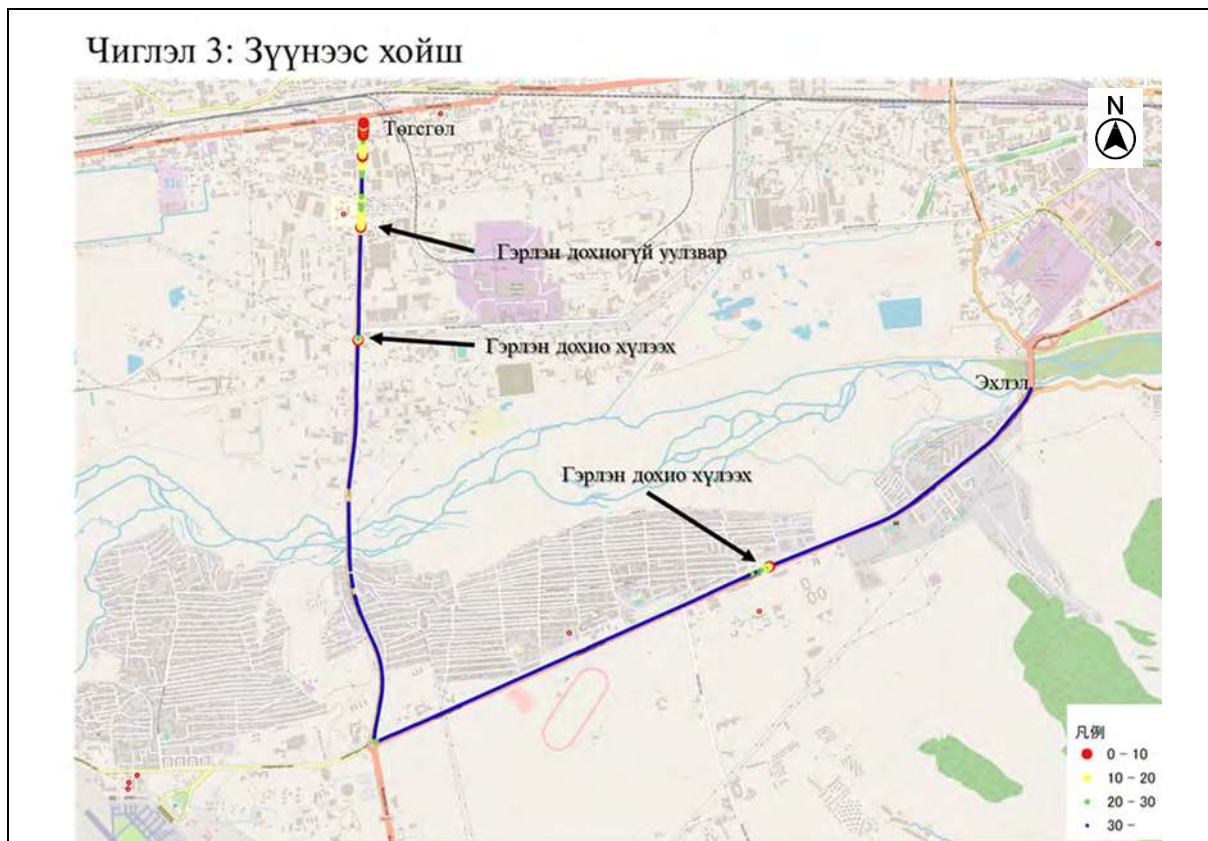 Чиглэл 3: Зүүнээс хойш
N
Төгсгөл
Гэрлэн дохиогүй уулзвар
Гэрлэн дохио хүлээх
Эхлэл
Гэрлэн дохио хүлээх
凡例
0 - 10
10 - 20
20 - 30
30 -